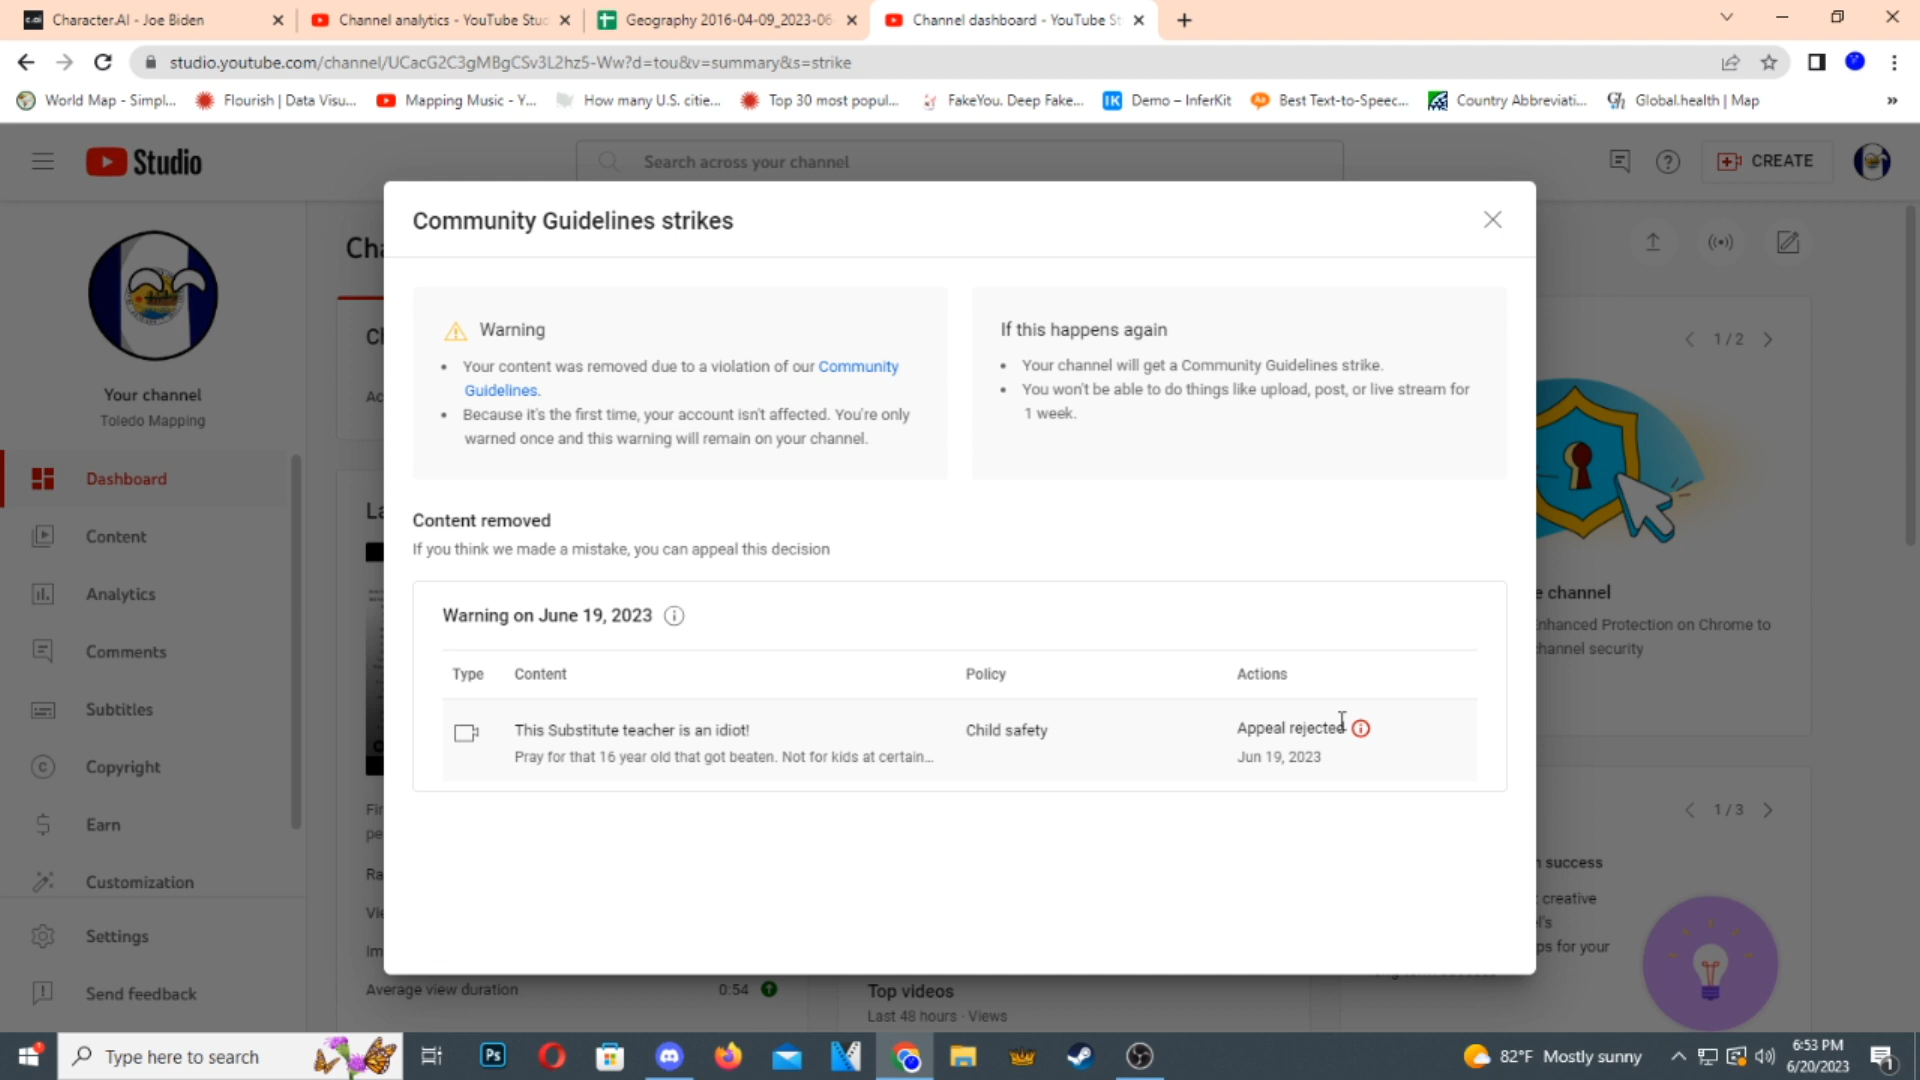 c.ai Character.AI - Joe Biden
Channel analytics - YouTube Stu
Geography 2016-04-09_2023-06-
Channel dashboard - YouTube St
studio.youtube.com/channel/UCacG2C3gMBgCSv3L2hz5-Ww?d=tou&v=summary&s=strike
World Map - Simpl...
Flourish | Data Visu...
Mapping Music - Y...
How many U.S. citie...
Top 30 most popul...
FakeYou. Deep Fake...
IK Demo – InferKit
Best Text-to-Speec...
Country Abbreviati...
Gh Global.health | Map
»
Studio
Search across your channel
CREATE
Your channel
Toledo Mapping
Dashboard
Content
Analytics
Comments
Subtitles
Copyright
Earn
Customization
Settings
Send feedback
Cha
Community Guidelines strikes
Warning
• Your content was removed due to a violation of our Community
Guidelines.
• Because it's the first time, your account isn't affected. You're only
warned once and this warning will remain on your channel.
If this happens again
• Your channel will get a Community Guidelines strike.
• You won't be able to do things like upload, post, or live stream for
1 week.
Content removed
If you think we made a mistake, you can appeal this decision
Warning on June 19, 2023
Type Content Policy Actions
This Substitute teacher is an idiot! Child safety Appeal rejected
Pray for that 16 year old that got beaten. Not for kids at certain... Jun 19, 2023
1 / 2
e channel
nhanced Protection on Chrome to
hannel security
1 / 3
success
creative
l's
ps for your
Average view duration 0:54
Top videos
Last 48 hours · Views
Type here to search
Ps
82°F Mostly sunny
6:53 PM
6/20/2023
1